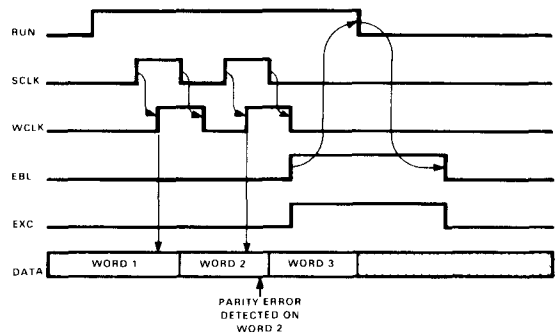 RUN
SCLK
WCLK
EBL
EXC
DATA
WORD 1
WORD 2
WORD 3
PARITY ERROR
DETECTED ON
WORD 2